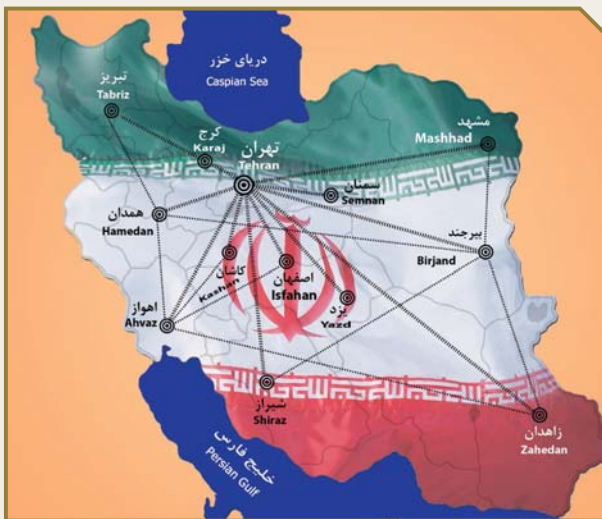 دریای خزر
Caspian Sea
تبریز
Tabriz
مشهد
Mashhad
کرج
Karaj
تهران
Tehran
سمنان
Semnan
همدان
Hamedan
بیرجند
Birjand
کاشان
Kashan
اصفهان
Isfahan
یزد
Yazd
اهواز
Ahvaz
شیراز
Shiraz
زاهدان
Zahedan
خلیج فارس
Persian Gulf